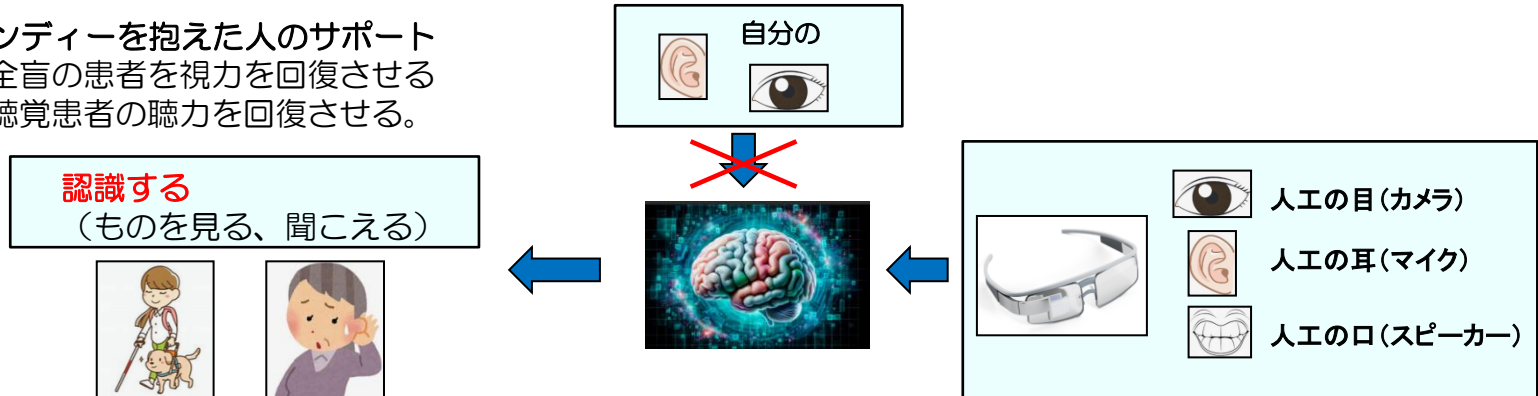 ンディーを抱えた人のサポート
全盲の患者を視力を回復させる
聴覚患者の聴力を回復させる。
自分の
認識する
（ものを見る、聞こえる）
人工の目（カメラ）
人工の耳（マイク）
人工の口（スピーカー）